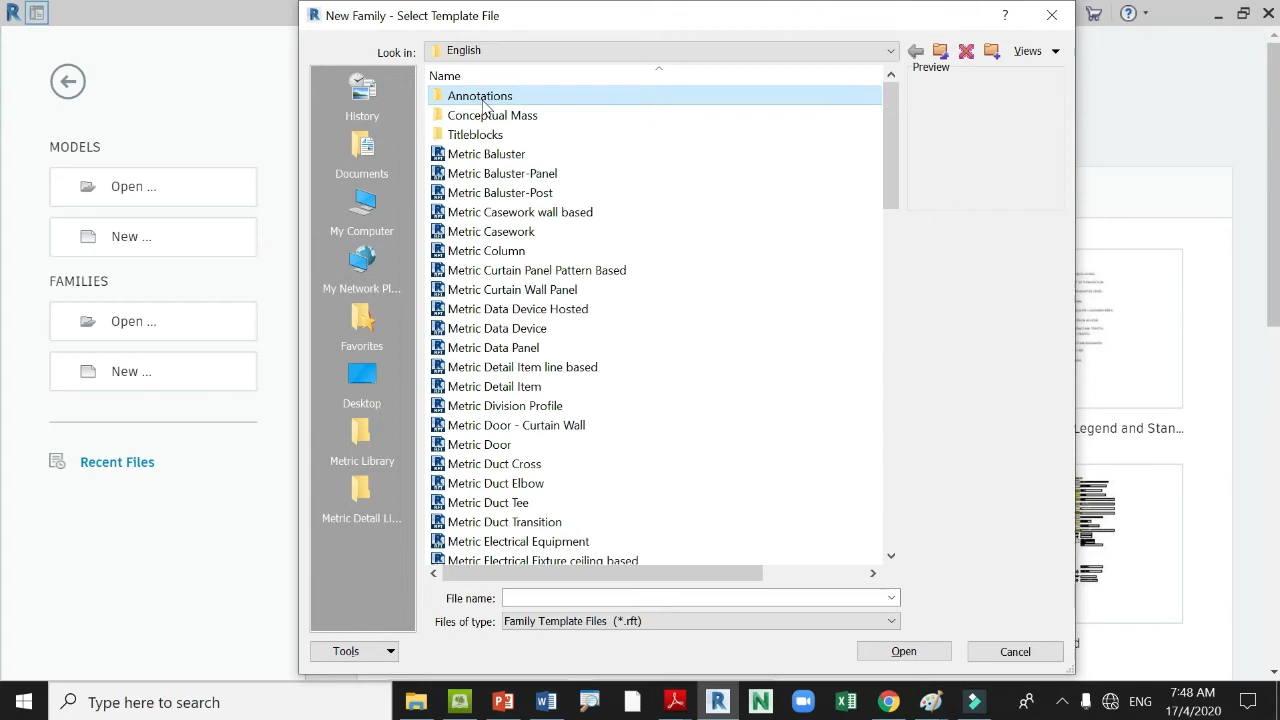 New Family - Select Template File
?
Look in:
English
Views
Name
Preview
History
Documents
My Computer
My Network Pl...
Favorites
Desktop
Metric Library
Metric Detail Li...
Annotations
Conceptual Mass
Titleblocks
Metric Baluster
Metric Baluster-Panel
Metric Baluster-Post
Metric Casework wall based
Metric Casework
Metric Column
Metric Curtain Panel Pattern Based
Metric Curtain Wall Panel
Metric Data Device Hosted
Metric Data Device
Metric Data Panel
Metric Detail Item line based
Metric Detail Item
Metric Division Profile
Metric Door - Curtain Wall
Metric Door
Metric Duct Cross
Metric Duct Elbow
Metric Duct Tee
Metric Duct Transition
Metric Electrical Equipment
Metric Electrical Fixture ceiling based
File name:
Files of type:
Family Template Files (*.rft)
Tools
Open
Cancel
MODELS
Open ...
New ...
FAMILIES
Open ...
New ...
Recent Files
Legend and Stan...
Type here to search
ENG
7:48 AM
17/4/2020